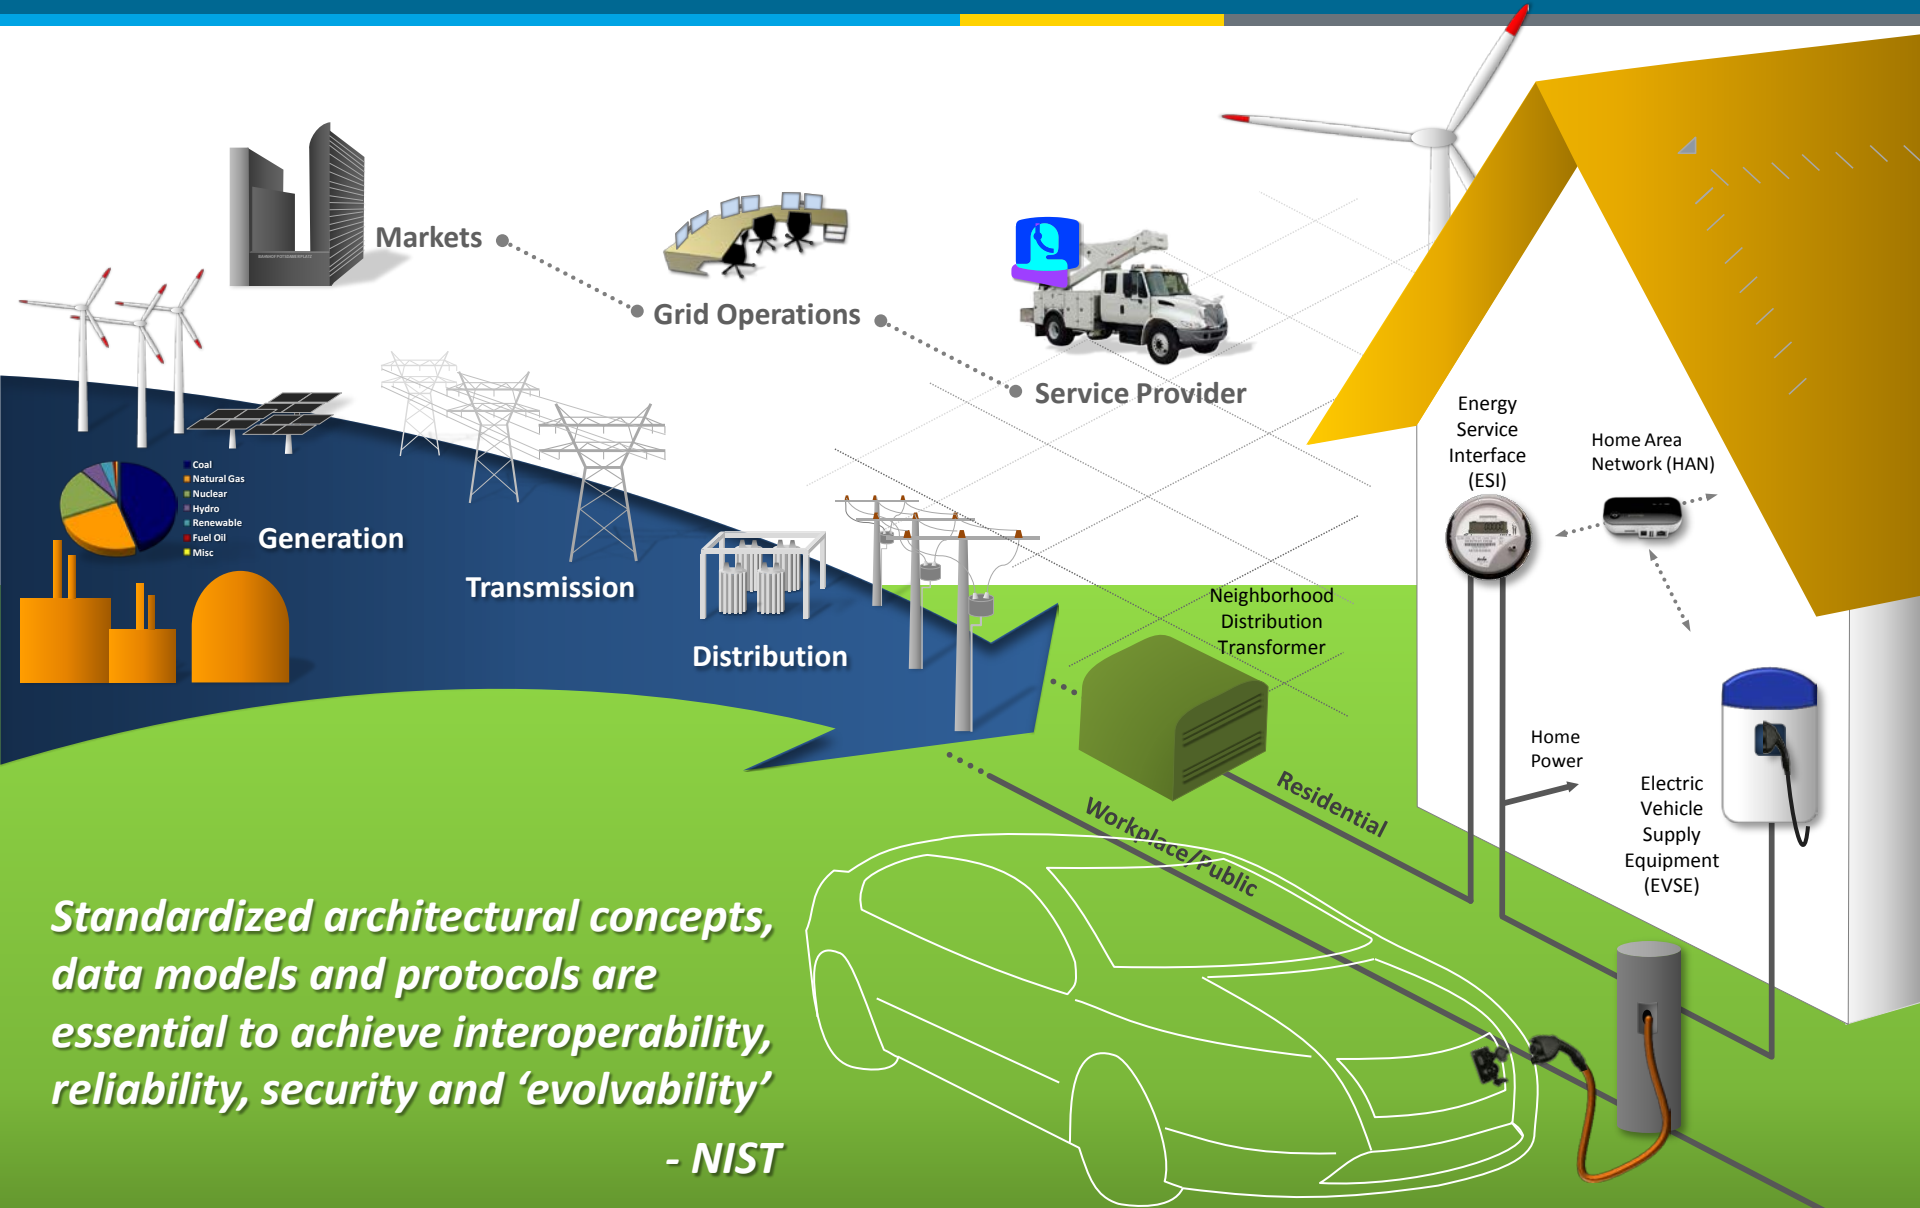 Markets
Grid Operations
Service Provider
Energy
Service
Interface
(ESI)
Home Area
Network (HAN)
Coal
Natural Gas
Nuclear
Hydro
Renewable
Fuel Oil
Misc
Generation
Transmission
Distribution
Neighborhood
Distribution
Transformer
Home
Power
Residential
Workplace/Public
Electric
Vehicle
Supply
Equipment
(EVSE)
Standardized architectural concepts,
data models and protocols are
essential to achieve interoperability,
reliability, security and ‘evolvability’
- NIST